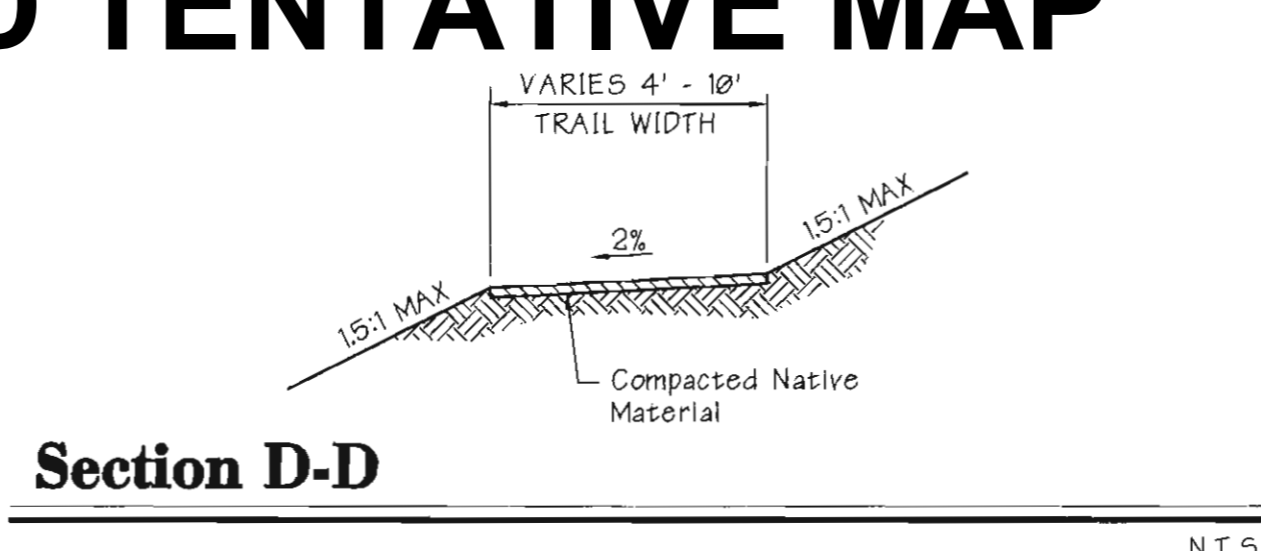 TENTATIVE MAP
VARIES 4' - 10'
TRAIL WIDTH
1.5:1 MAX
2%
1.5:1 MAX
Compacted Native
Material
Section D-D
N.T.S